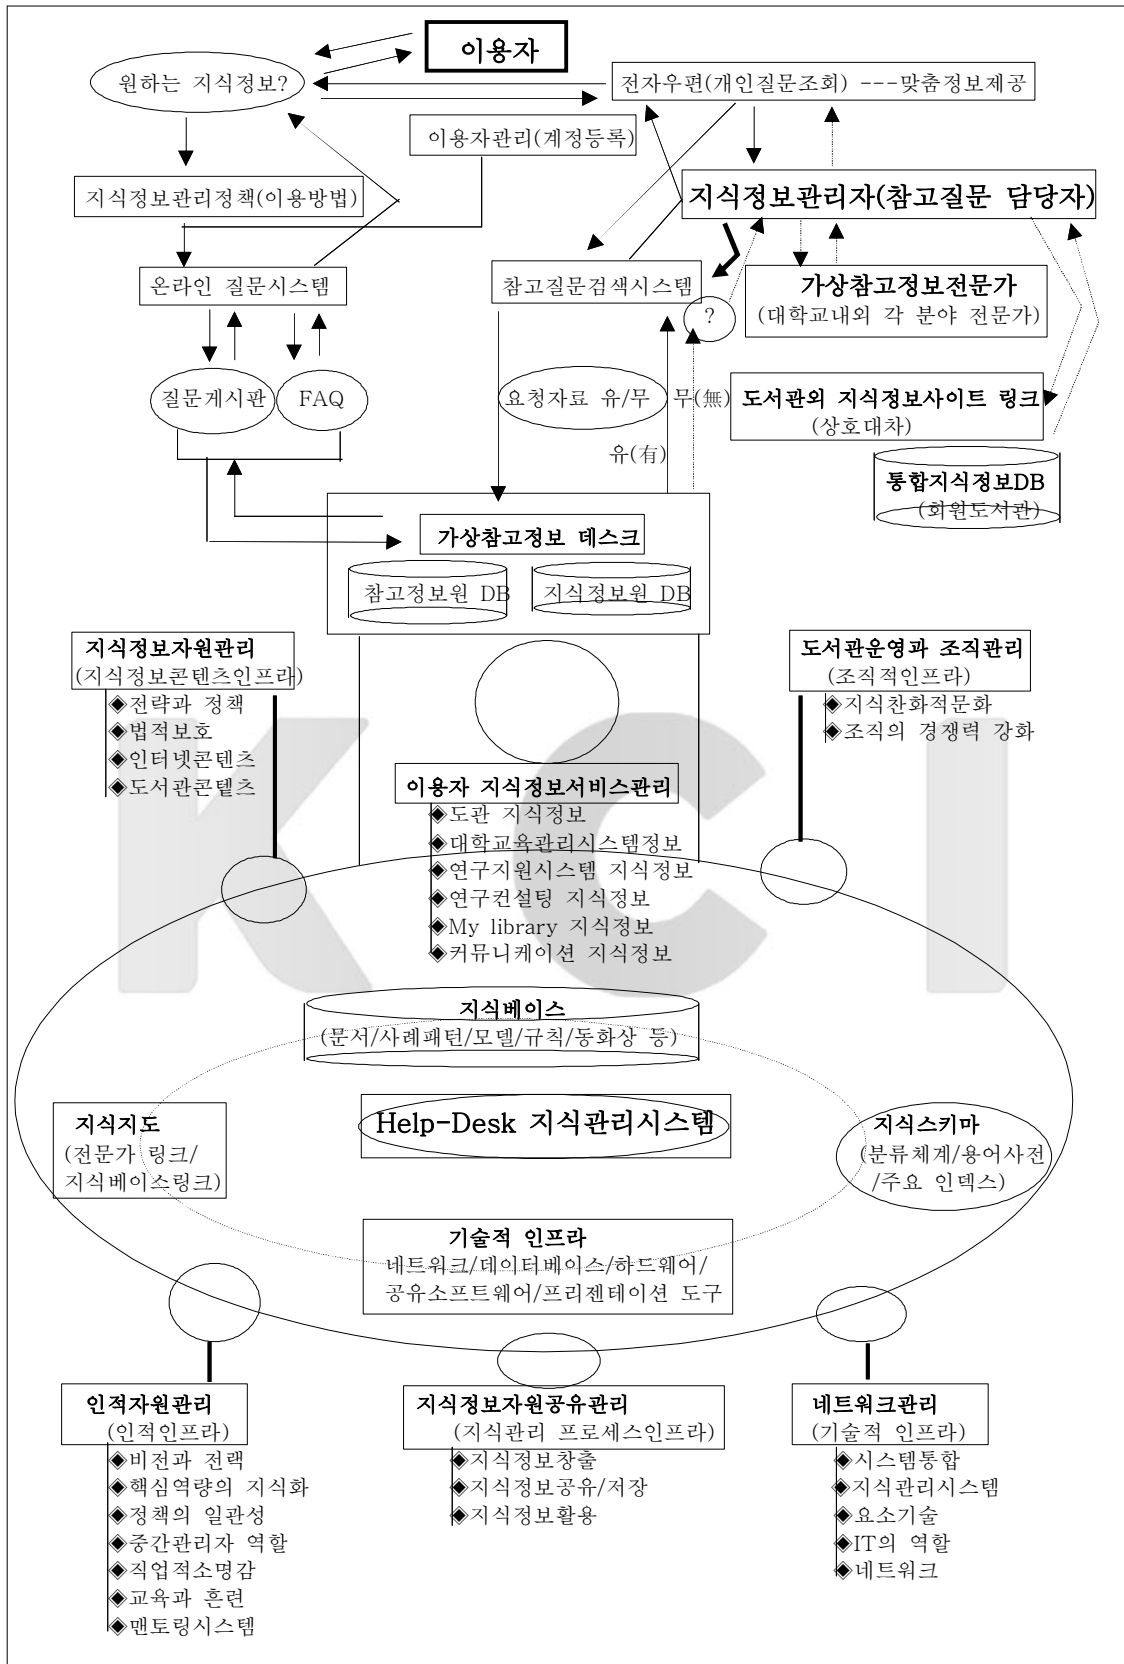 이용자
원하는 지식정보?
전자우편(개인질문조회) ---맞춤정보제공
이용자관리(계정등록)
지식정보관리정책(이용방법)
지식정보관리자(참고질문 담당자)
온라인 질문시스템
참고질문검색시스템
?
가상참고정보전문가
(대학교내외 각 분야 전문가)
질문게시판
FAQ
요청자료 유/무
무(無)
유(有)
도서관외 지식정보사이트 링크
(상호대차)
통합지식정보DB
(회원도서관)
가상참고정보 데스크
참고정보원 DB
지식정보원 DB
지식정보자원관리
(지식정보콘텐츠인프라)
◈전략과 정책
◈법적보호
◈인터넷콘텐츠
◈도서관콘텥츠
도서관운영과 조직관리
(조직적인프라)
◈지식찬화적문화
◈조직의 경쟁력 강화
이용자 지식정보서비스관리
◈도관 지식정보
◈대학교육관리시스템정보
◈연구지원시스템 지식정보
◈연구컨설팅 지식정보
◈My library 지식정보
◈커뮤니케이션 지식정보
KCI
지식베이스
(문서/사례패턴/모델/규칙/동화상 등)
Help-Desk 지식관리시스템
지식지도
(전문가 링크/
지식베이스링크)
지식스키마
(분류체계/용어사전
/주요 인덱스)
기술적 인프라
네트워크/데이터베이스/하드웨어/
공유소프트웨어/프리젠테이션 도구
인적자원관리
(인적인프라)
◈비전과 전략
◈핵심역량의 지식화
◈정책의 일관성
◈중간관리자 역할
◈직업적소명감
◈교육과 훈련
◈맨토링시스템
지식정보자원공유관리
(지식관리 프로세스인프라)
◈지식정보창출
◈지식정보공유/저장
◈지식정보활용
네트워크관리
(기술적 인프라)
◈시스템통합
◈지식관리시스템
◈요소기술
◈IT의 역할
◈네트워크